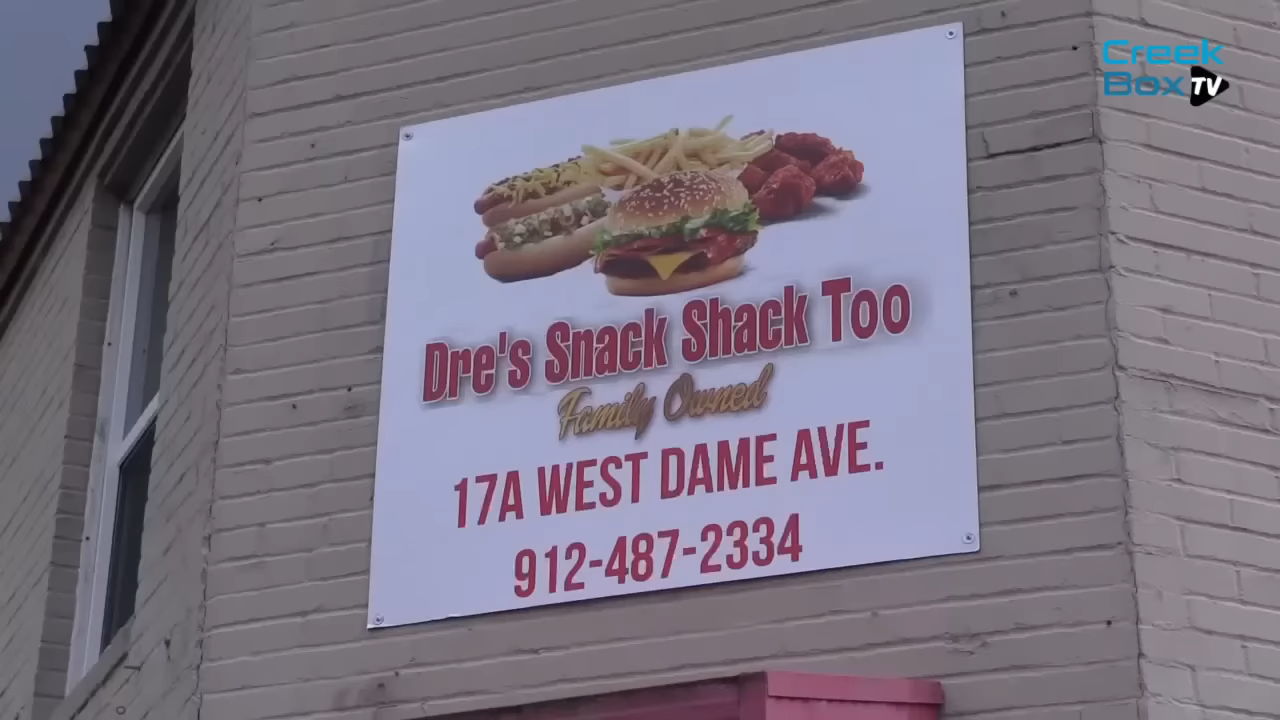 Creek
Box TV
Dre's Snack Shack Too
Family Owned
17A WEST DAME AVE.
912-487-2334